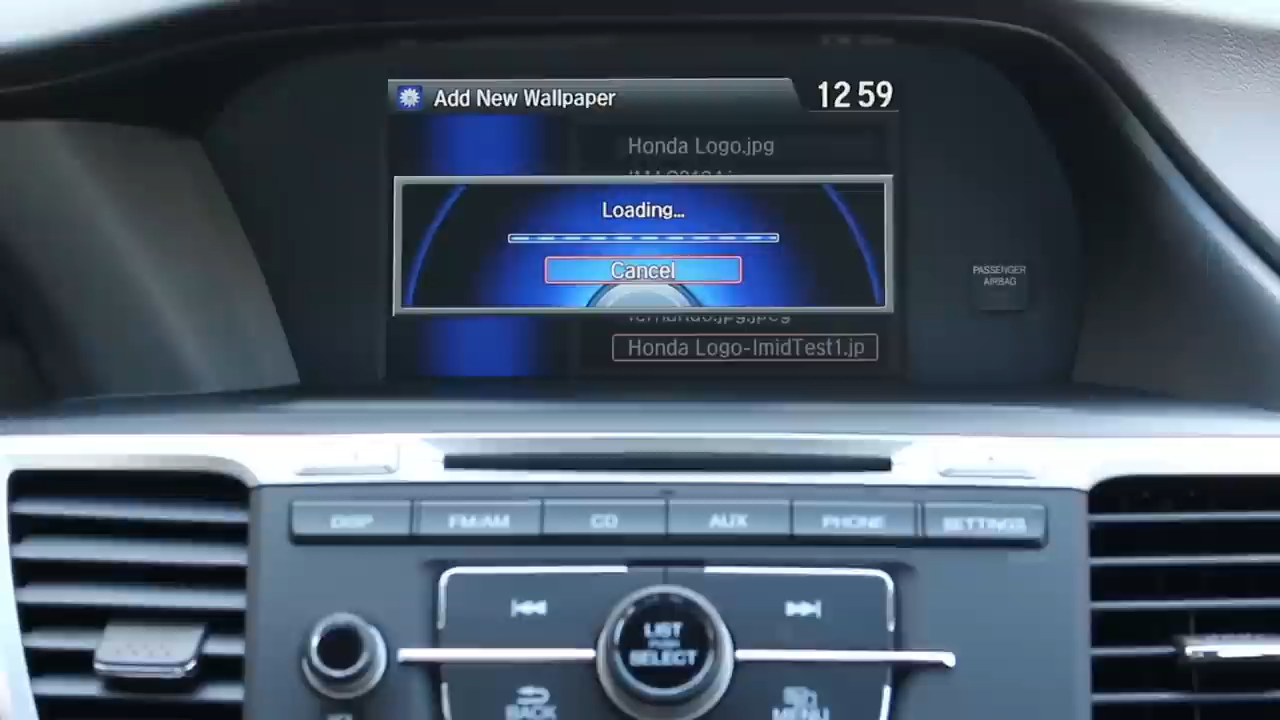 Add New Wallpaper
12 59
Honda Logo.jpg
Loading...
Cancel
Honda Logo-ImidTest1.jp
PASSENGER
AIRBAG
DISP
FM/AM
CD
AUX
PHONE
SETTINGS
LIST
SELECT
BACK
MENU